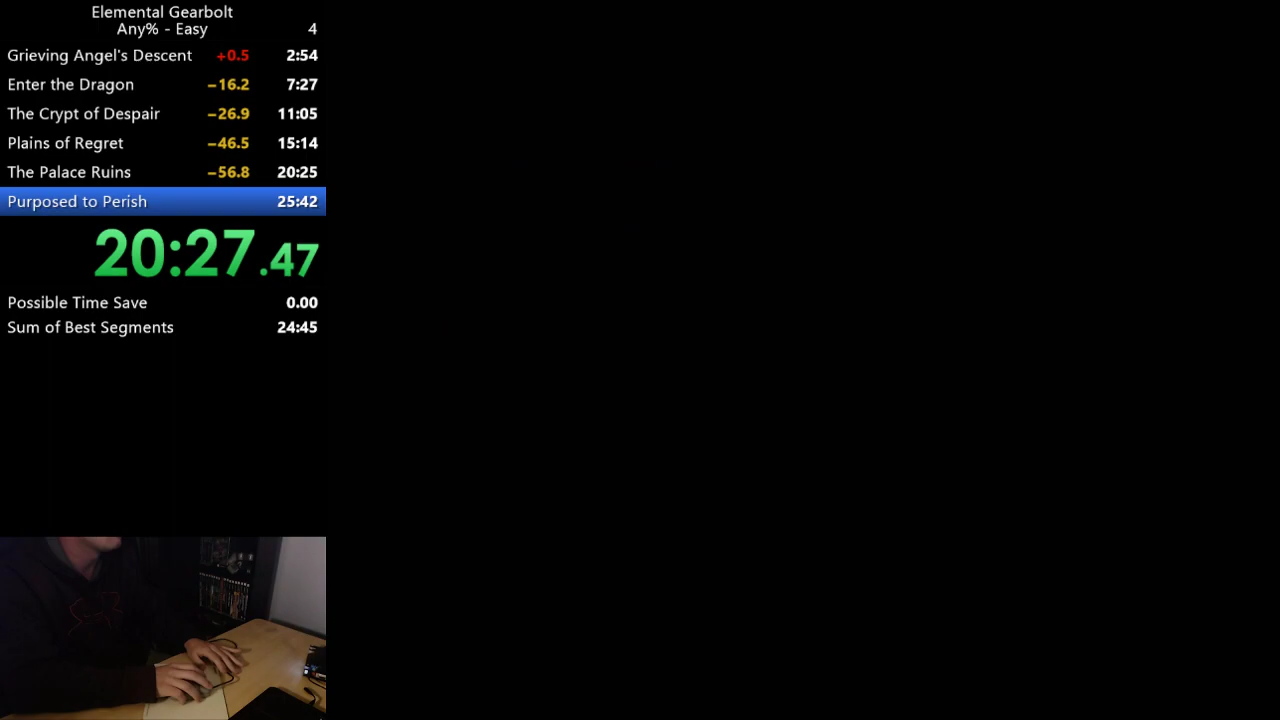 Elemental Gearbolt
Any% - Easy 4
Grieving Angel's Descent +0.5 2:54
Enter the Dragon −16.2 7:27
The Crypt of Despair −26.9 11:05
Plains of Regret −46.5 15:14
The Palace Ruins −56.8 20:25
Purposed to Perish 25:42
20:27.47
Possible Time Save 0.00
Sum of Best Segments 24:45